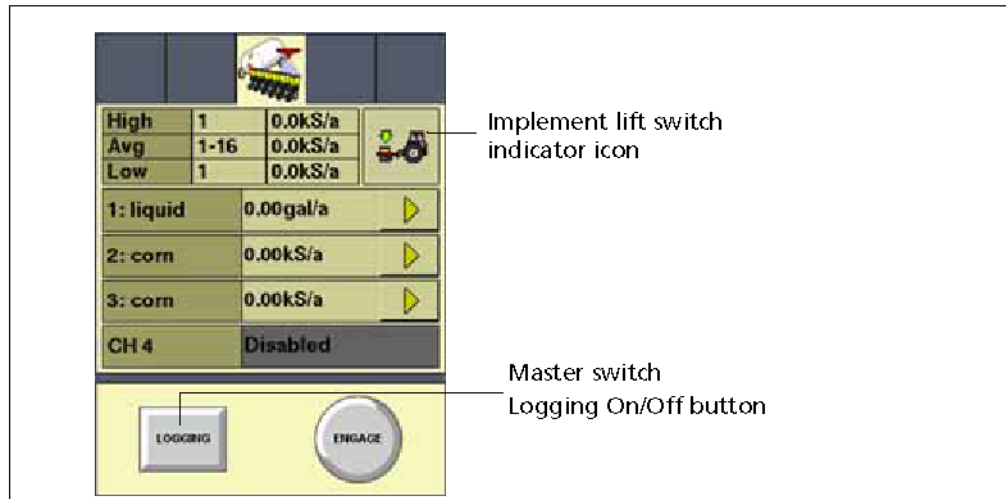 High 1 0.0kS/a
Avg 1-16 0.0kS/a
Low 1 0.0kS/a
Implement lift switch
indicator icon
1: liquid 0.00gal/a
2: corn 0.00kS/a
3: corn 0.00kS/a
CH 4 Disabled
Master switch
Logging On/Off button
LOGGING
ENGAGE